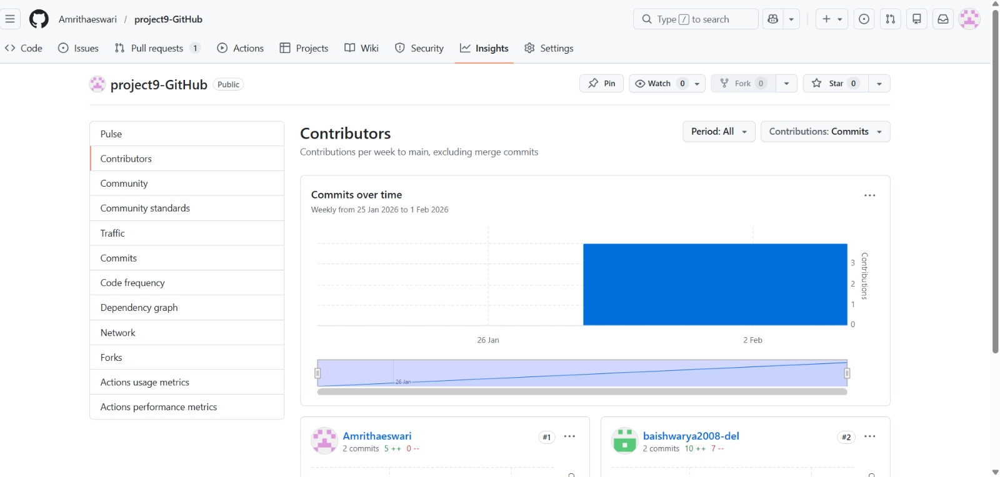 Amrithaeswari / project9-GitHub
Type / to search
Code Issues Pull requests 1 Actions Projects Wiki Security Insights Settings
project9-GitHub Public
Pin Watch 0 Fork 0 Star 0
Pulse
Contributors
Community
Community standards
Traffic
Commits
Code frequency
Dependency graph
Network
Forks
Actions usage metrics
Actions performance metrics
Contributors
Period: All Contributions: Commits
Contributions per week to main, excluding merge commits
Commits over time
Weekly from 25 Jan 2026 to 1 Feb 2026
3
2
1
0
Contributions
26 Jan 2 Feb
26 Jan
Amrithaeswari #1
2 commits 5 ++ 0 --
baishwarya2008-del #2
2 commits 10 ++ 7 --